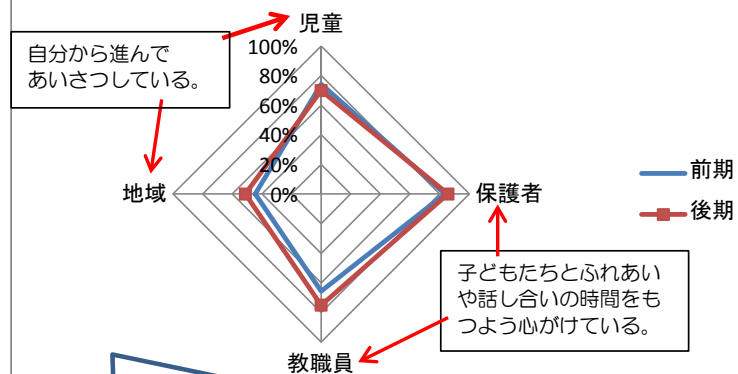 児童
自分から進んで
あいさつしている。
100%
80%
60%
40%
20%
0%
地域
保護者
教職員
前期
後期
子どもたちとふれあい
や話し合いの時間をも
つよう心がけている。